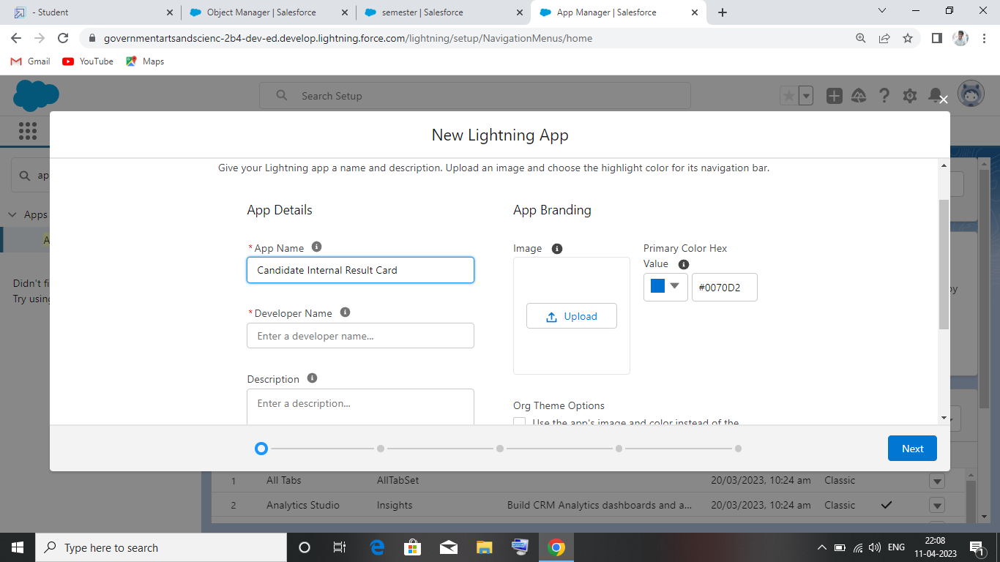 - Student
Object Manager | Salesforce
semester | Salesforce
App Manager | Salesforce
governmentartsandscienc-2b4-dev-ed.develop.lightning.force.com/lightning/setup/NavigationMenus/home
Gmail
YouTube
Maps
Search Setup
New Lightning App
Give your Lightning app a name and description. Upload an image and choose the highlight color for its navigation bar.
ap
Apps
A
Didn't fi
Try using
App Details
App Branding
* App Name
Candidate Internal Result Card
Image
Primary Color Hex
Value
#0070D2
* Developer Name
Enter a developer name...
Upload
Description
Enter a description...
Org Theme Options
Use the app's image and color instead of the
by
Next
1 All Tabs AllTabSet 20/03/2023, 10:24 am Classic
2 Analytics Studio Insights Build CRM Analytics dashboards and a... 20/03/2023, 10:24 am Classic
Type here to search
ENG
22:08
11-04-2023
1